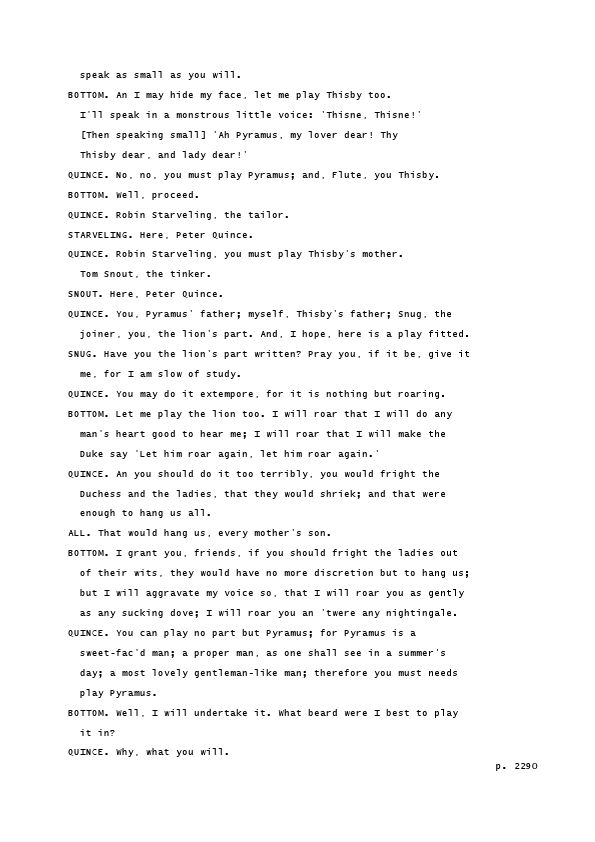 speak as small as you will.
BOTTOM. An I may hide my face, let me play Thisby too.
I'll speak in a monstrous little voice: 'Thisne, Thisne!'
[Then speaking small] 'Ah Pyramus, my lover dear! Thy
Thisby dear, and lady dear!'
QUINCE. No, no, you must play Pyramus; and, Flute, you Thisby.
BOTTOM. Well, proceed.
QUINCE. Robin Starveling, the tailor.
STARVELING. Here, Peter Quince.
QUINCE. Robin Starveling, you must play Thisby's mother.
Tom Snout, the tinker.
SNOUT. Here, Peter Quince.
QUINCE. You, Pyramus' father; myself, Thisby's father; Snug, the
joiner, you, the lion's part. And, I hope, here is a play fitted.
SNUG. Have you the lion's part written? Pray you, if it be, give it
me, for I am slow of study.
QUINCE. You may do it extempore, for it is nothing but roaring.
BOTTOM. Let me play the lion too. I will roar that I will do any
man's heart good to hear me; I will roar that I will make the
Duke say 'Let him roar again, let him roar again.'
QUINCE. An you should do it too terribly, you would fright the
Duchess and the ladies, that they would shriek; and that were
enough to hang us all.
ALL. That would hang us, every mother's son.
BOTTOM. I grant you, friends, if you should fright the ladies out
of their wits, they would have no more discretion but to hang us;
but I will aggravate my voice so, that I will roar you as gently
as any sucking dove; I will roar you an 'twere any nightingale.
QUINCE. You can play no part but Pyramus; for Pyramus is a
sweet-fac'd man; a proper man, as one shall see in a summer's
day; a most lovely gentleman-like man; therefore you must needs
play Pyramus.
BOTTOM. Well, I will undertake it. What beard were I best to play
it in?
QUINCE. Why, what you will.
p. 2290